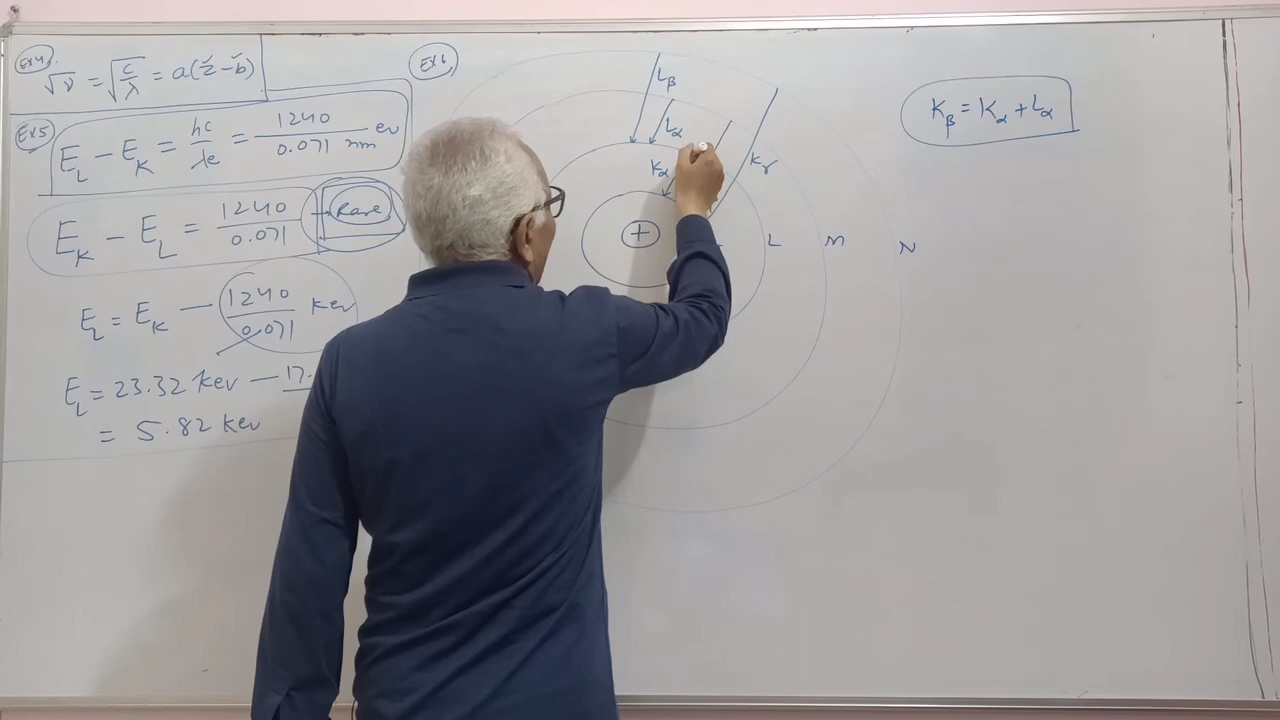 Ex4.
√ν = √(c/λ) = a(z - b)
Ex5
E_L - E_K = hc/λe = 1240/0.071 nm ev
E_K - E_L = 1240/0.071 → Rare
E_L = E_K - 1240/0.071 kev
E_L = 23.32 kev - 17.
= 5.82 kev
Ex6
L_β
L_α
K_α
K_γ
+
L M N
K_β = K_α + L_α